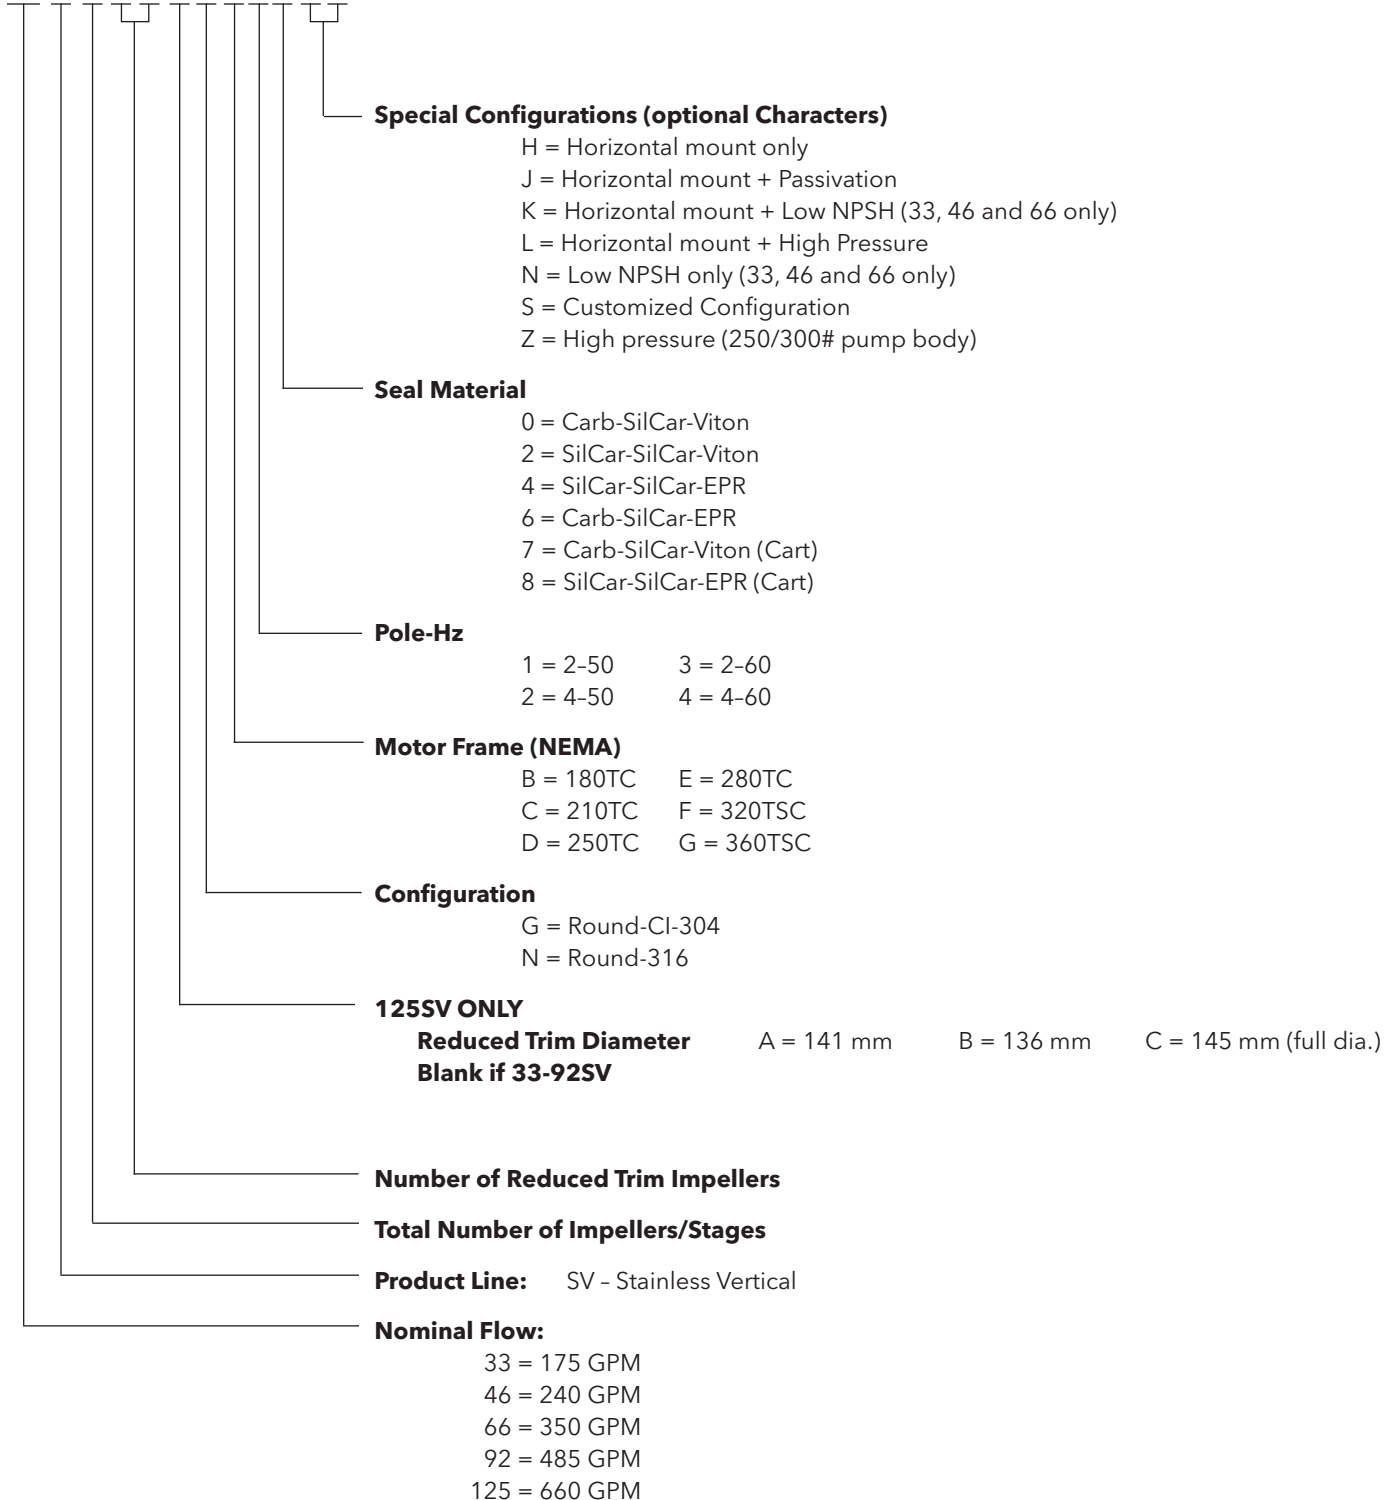 Special Configurations (optional Characters)
H = Horizontal mount only
J = Horizontal mount + Passivation
K = Horizontal mount + Low NPSH (33, 46 and 66 only)
L = Horizontal mount + High Pressure
N = Low NPSH only (33, 46 and 66 only)
S = Customized Configuration
Z = High pressure (250/300# pump body)
Seal Material
0 = Carb-SilCar-Viton
2 = SilCar-SilCar-Viton
4 = SilCar-SilCar-EPR
6 = Carb-SilCar-EPR
7 = Carb-SilCar-Viton (Cart)
8 = SilCar-SilCar-EPR (Cart)
Pole-Hz
1 = 2–50 3 = 2–60
2 = 4–50 4 = 4–60
Motor Frame (NEMA)
B = 180TC E = 280TC
C = 210TC F = 320TSC
D = 250TC G = 360TSC
Configuration
G = Round-CI-304
N = Round-316
125SV ONLY
Reduced Trim Diameter A = 141 mm B = 136 mm C = 145 mm (full dia.)
Blank if 33-92SV
Number of Reduced Trim Impellers
Total Number of Impellers/Stages
Product Line: SV – Stainless Vertical
Nominal Flow:
33 = 175 GPM
46 = 240 GPM
66 = 350 GPM
92 = 485 GPM
125 = 660 GPM